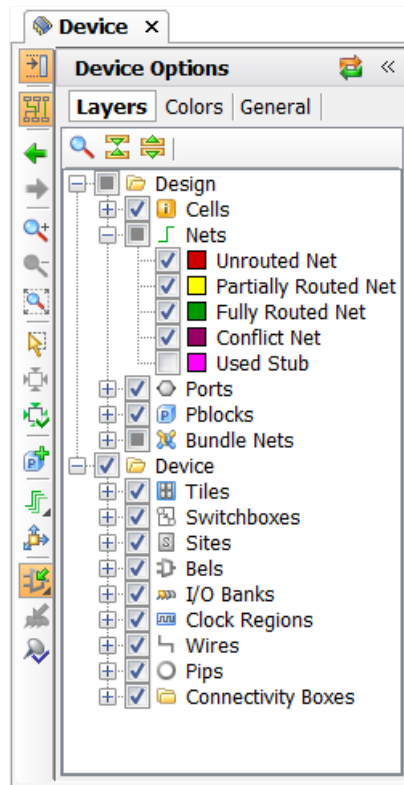 Device ×
Device Options «
Layers Colors General
Design
Cells
Nets
Unrouted Net
Partially Routed Net
Fully Routed Net
Conflict Net
Used Stub
Ports
Pblocks
Bundle Nets
Device
Tiles
Switchboxes
Sites
Bels
I/O Banks
Clock Regions
Wires
Pips
Connectivity Boxes